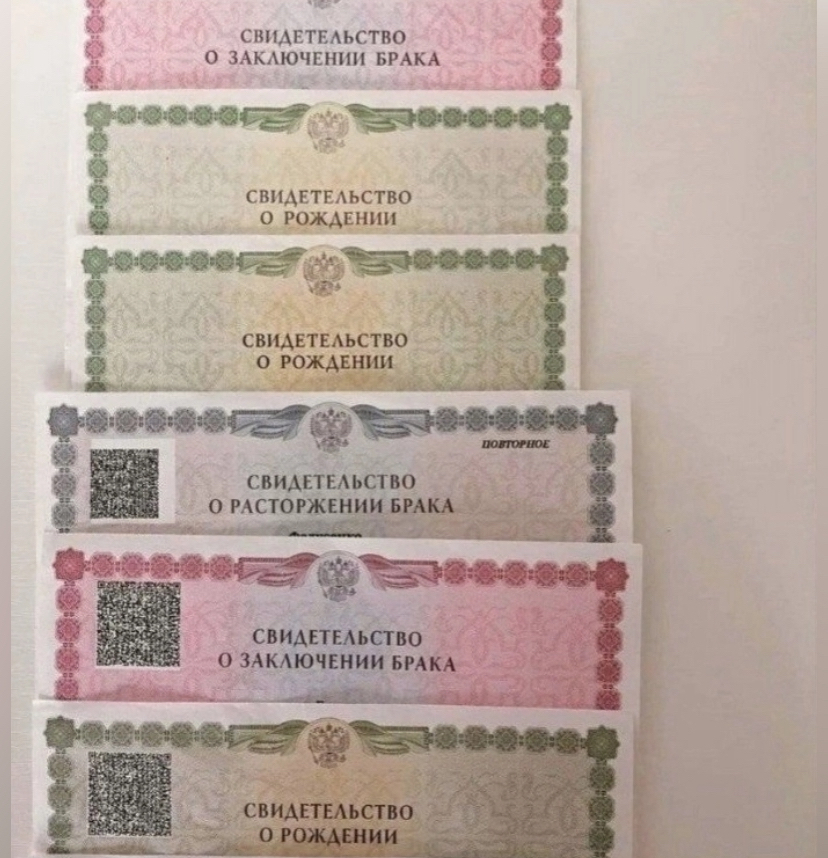 СВИДЕТЕЛЬСТВО
О ЗАКЛЮЧЕНИИ БРАКА
СВИДЕТЕЛЬСТВО
О РОЖДЕНИИ
СВИДЕТЕЛЬСТВО
О РОЖДЕНИИ
ПОВТОРНОЕ
СВИДЕТЕЛЬСТВО
О РАСТОРЖЕНИИ БРАКА
СВИДЕТЕЛЬСТВО
О ЗАКЛЮЧЕНИИ БРАКА
СВИДЕТЕЛЬСТВО
О РОЖДЕНИИ